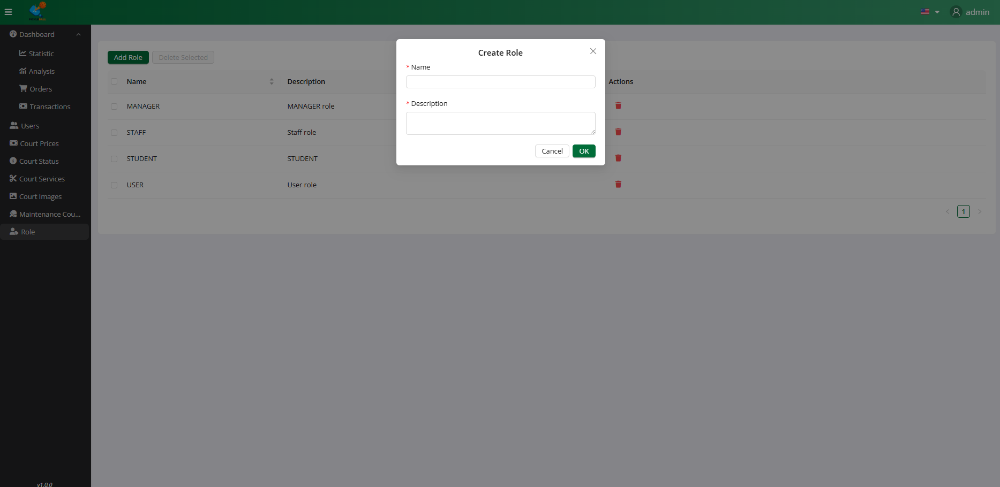 admin
Dashboard
Statistic
Analysis
Orders
Transactions
Users
Court Prices
Court Status
Court Services
Court Images
Maintenance Cou...
Role
v1.0.0
Add Role
Delete Selected
Name
Description
Actions
MANAGER
MANAGER role
STAFF
Staff role
STUDENT
STUDENT
USER
User role
1
Create Role
* Name
* Description
Cancel
OK